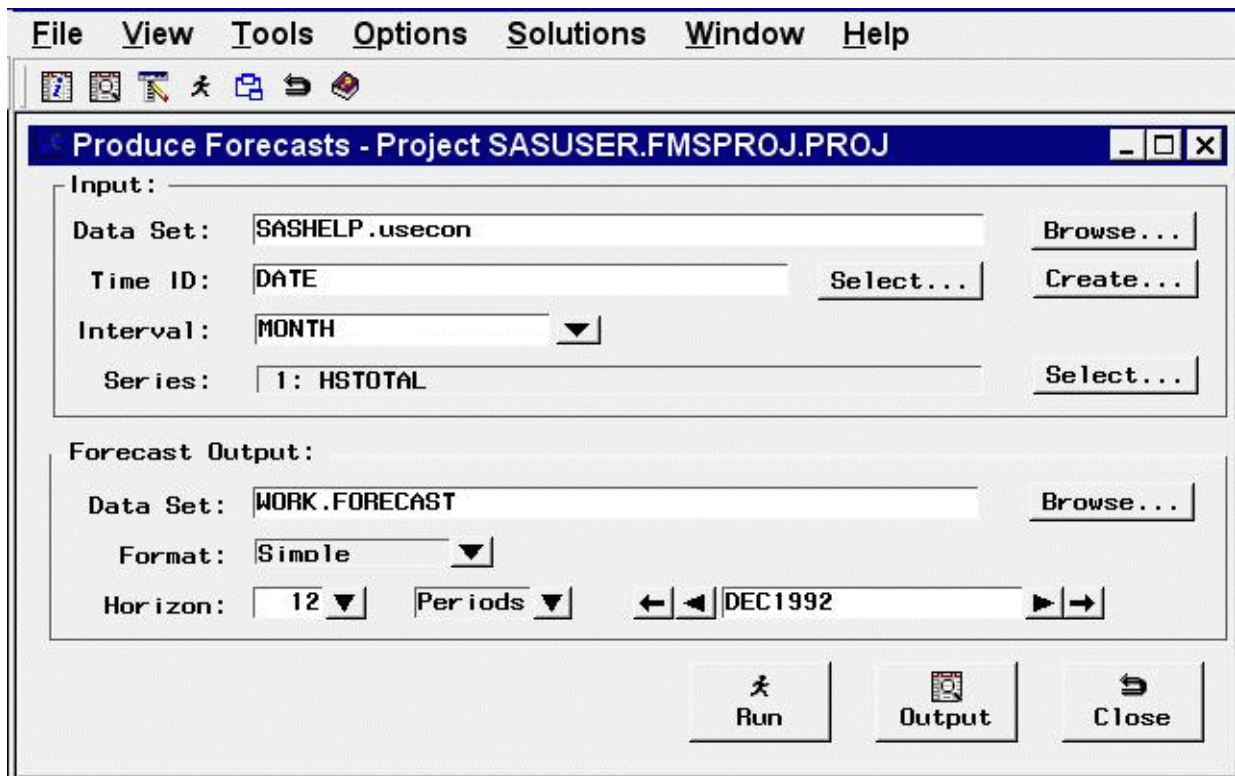 File View Tools Options Solutions Window Help
Produce Forecasts - Project SASUSER.FMSPROJ.PROJ
Input:
Data Set: SASHELP.usecon Browse...
Time ID: DATE Select... Create...
Interval: MONTH
Series: 1: HSTOTAL Select...
Forecast Output:
Data Set: WORK.FORECAST Browse...
Format: Simple
Horizon: 12 Periods DEC1992
Run Output Close